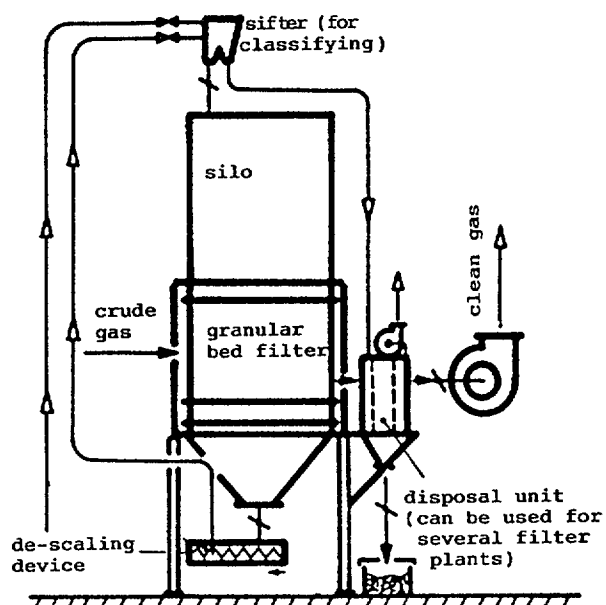 sifter (for
classifying)
silo
clean gas
crude
gas
granular
bed filter
disposal unit
(can be used for
several filter
plants)
de-scaling
device